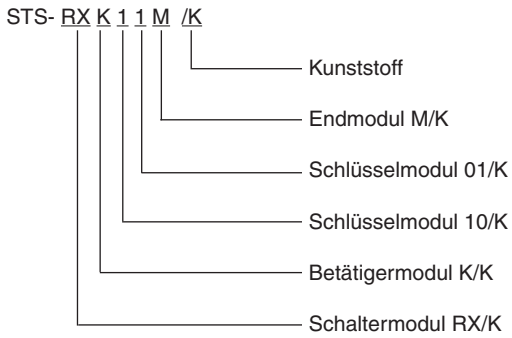 STS- RX K 1 1 M /K
Kunststoff
Endmodul M/K
Schlüsselmodul 01/K
Schlüsselmodul 10/K
Betätigermodul K/K
Schaltermodul RX/K